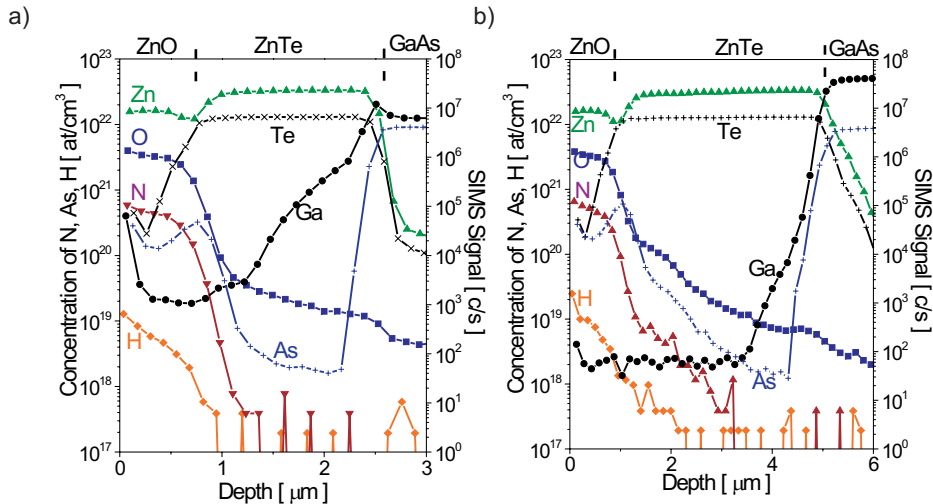 a)
ZnO ZnTe GaAs
Concentration of N, As, H [ at/cm³ ]
10²³
10²²
10²¹
10²⁰
10¹⁹
10¹⁸
10¹⁷
Zn
Te
O
N
Ga
H
As
10⁸
10⁷
10⁶
10⁵
10⁴
10³
10²
10¹
10⁰
SIMS Signal [ c/s ]
0 1 2 3
Depth [ µm ]
b)
ZnO ZnTe GaAs
Concentration of N, As, H [ at/cm³ ]
10²³
10²²
10²¹
10²⁰
10¹⁹
10¹⁸
10¹⁷
Zn
Te
O
N
Ga
H
As
10⁸
10⁷
10⁶
10⁵
10⁴
10³
10²
10¹
10⁰
SIMS Signal [ c/s ]
0 2 4 6
Depth [ µm ]